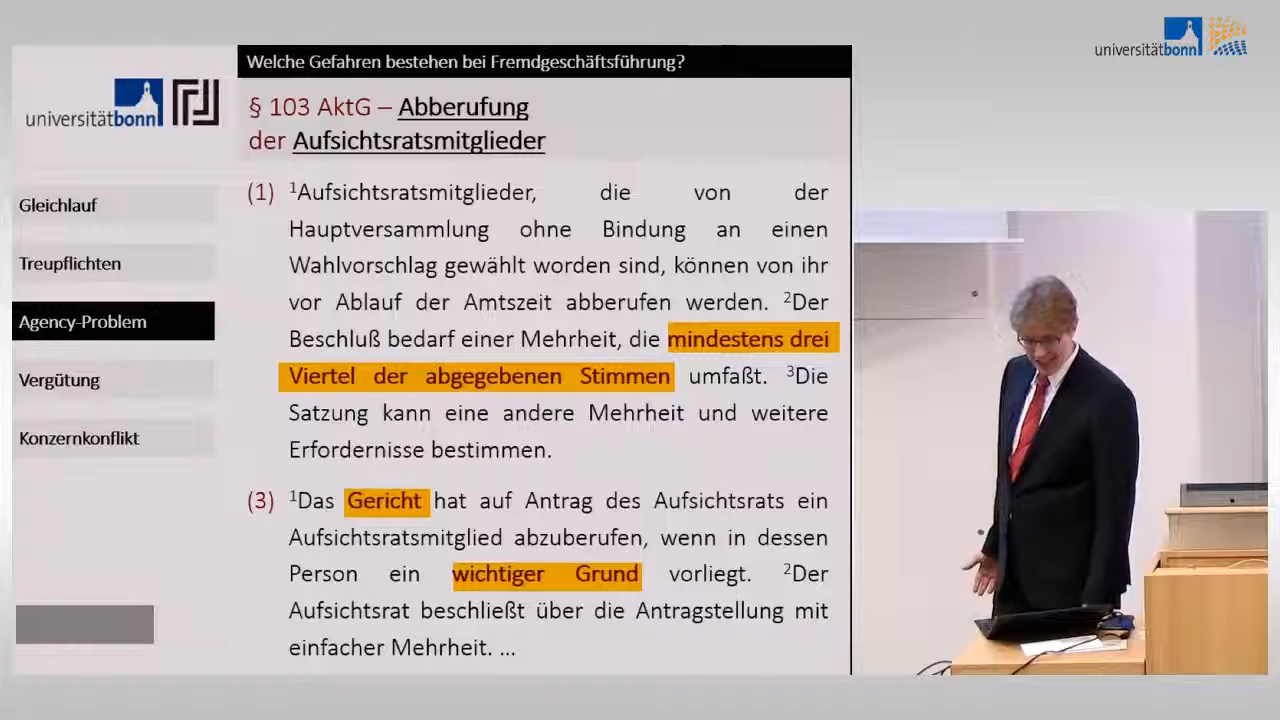 universitätbonn
Welche Gefahren bestehen bei Fremdgeschäftsführung?
universitätbonn
§ 103 AktG – Abberufung
der Aufsichtsratsmitglieder
Gleichlauf
Treupflichten
Agency-Problem
Vergütung
Konzernkonflikt
(1) ¹Aufsichtsratsmitglieder, die von der
Hauptversammlung ohne Bindung an einen
Wahlvorschlag gewählt worden sind, können von ihr
vor Ablauf der Amtszeit abberufen werden. ²Der
Beschluß bedarf einer Mehrheit, die mindestens drei
Viertel der abgegebenen Stimmen umfaßt. ³Die
Satzung kann eine andere Mehrheit und weitere
Erfordernisse bestimmen.
(3) ¹Das Gericht hat auf Antrag des Aufsichtsrats ein
Aufsichtsratsmitglied abzuberufen, wenn in dessen
Person ein wichtiger Grund vorliegt. ²Der
Aufsichtsrat beschließt über die Antragstellung mit
einfacher Mehrheit. ...